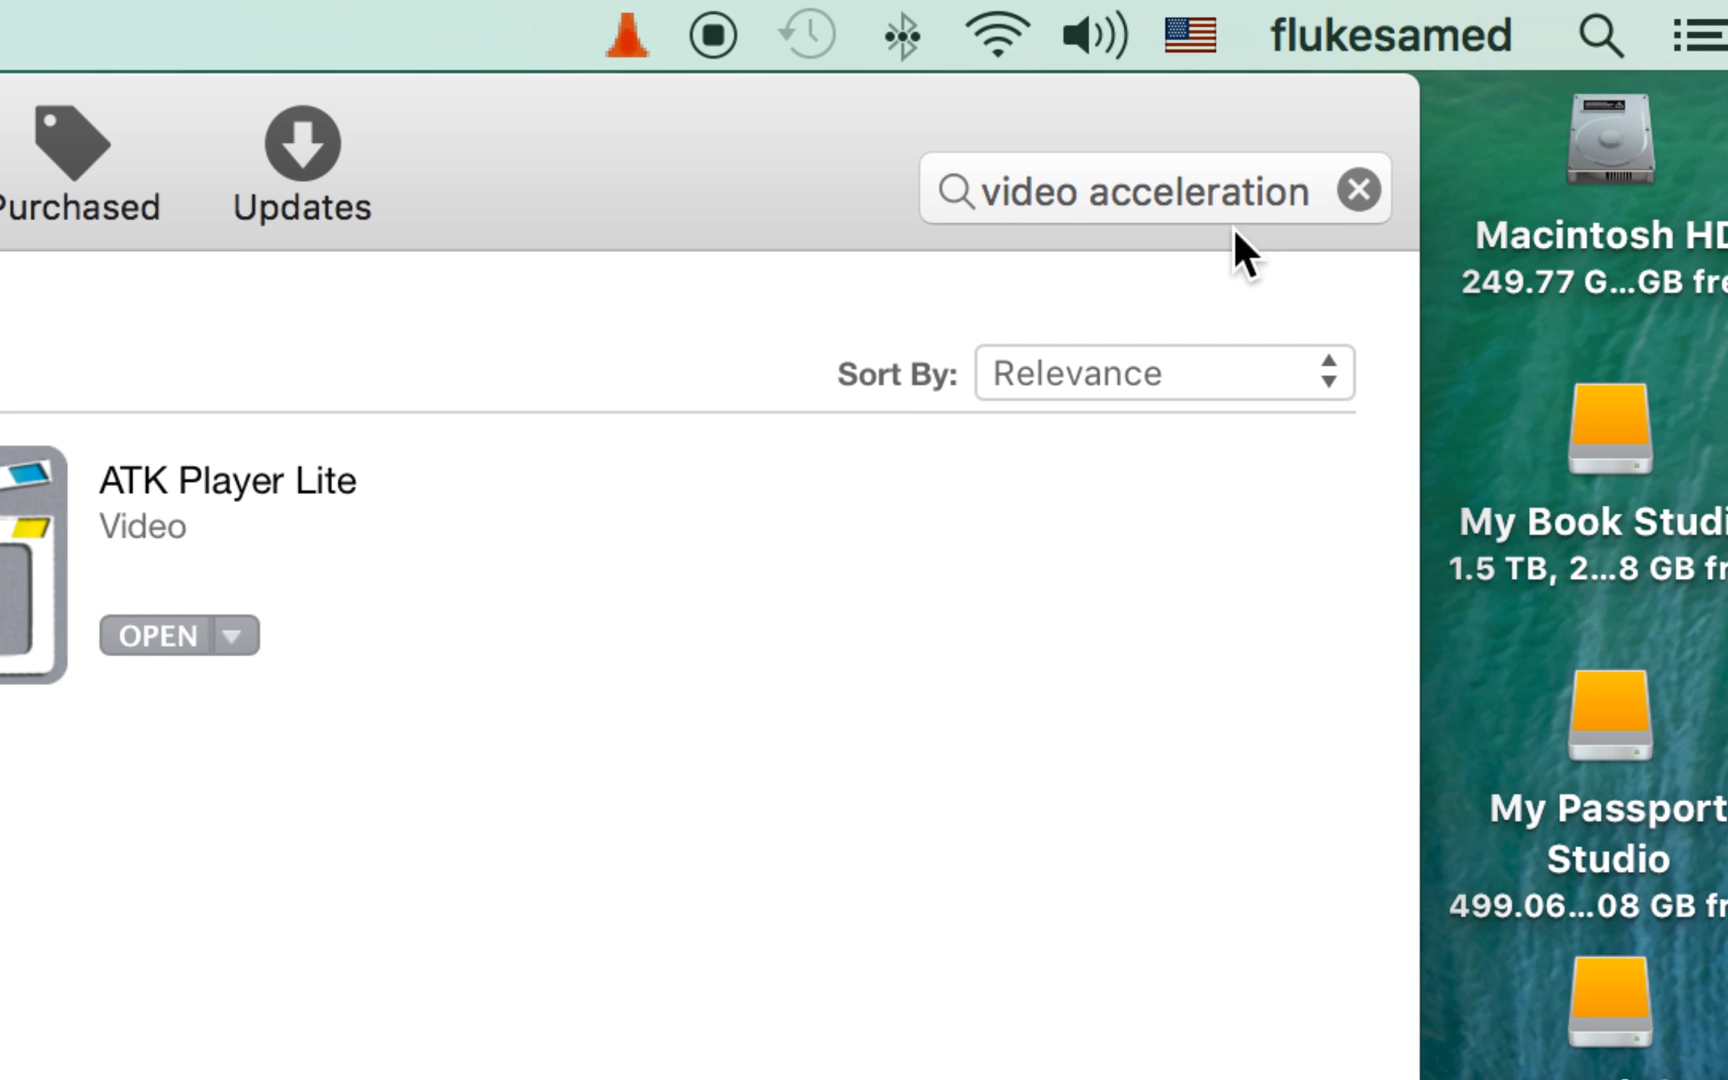 flukesamed
Purchased
Updates
video acceleration
Sort By: Relevance
ATK Player Lite
Video
OPEN
Macintosh HD
249.77 G...GB fre
My Book Studi
1.5 TB, 2...8 GB fr
My Passport
Studio
499.06...08 GB fr